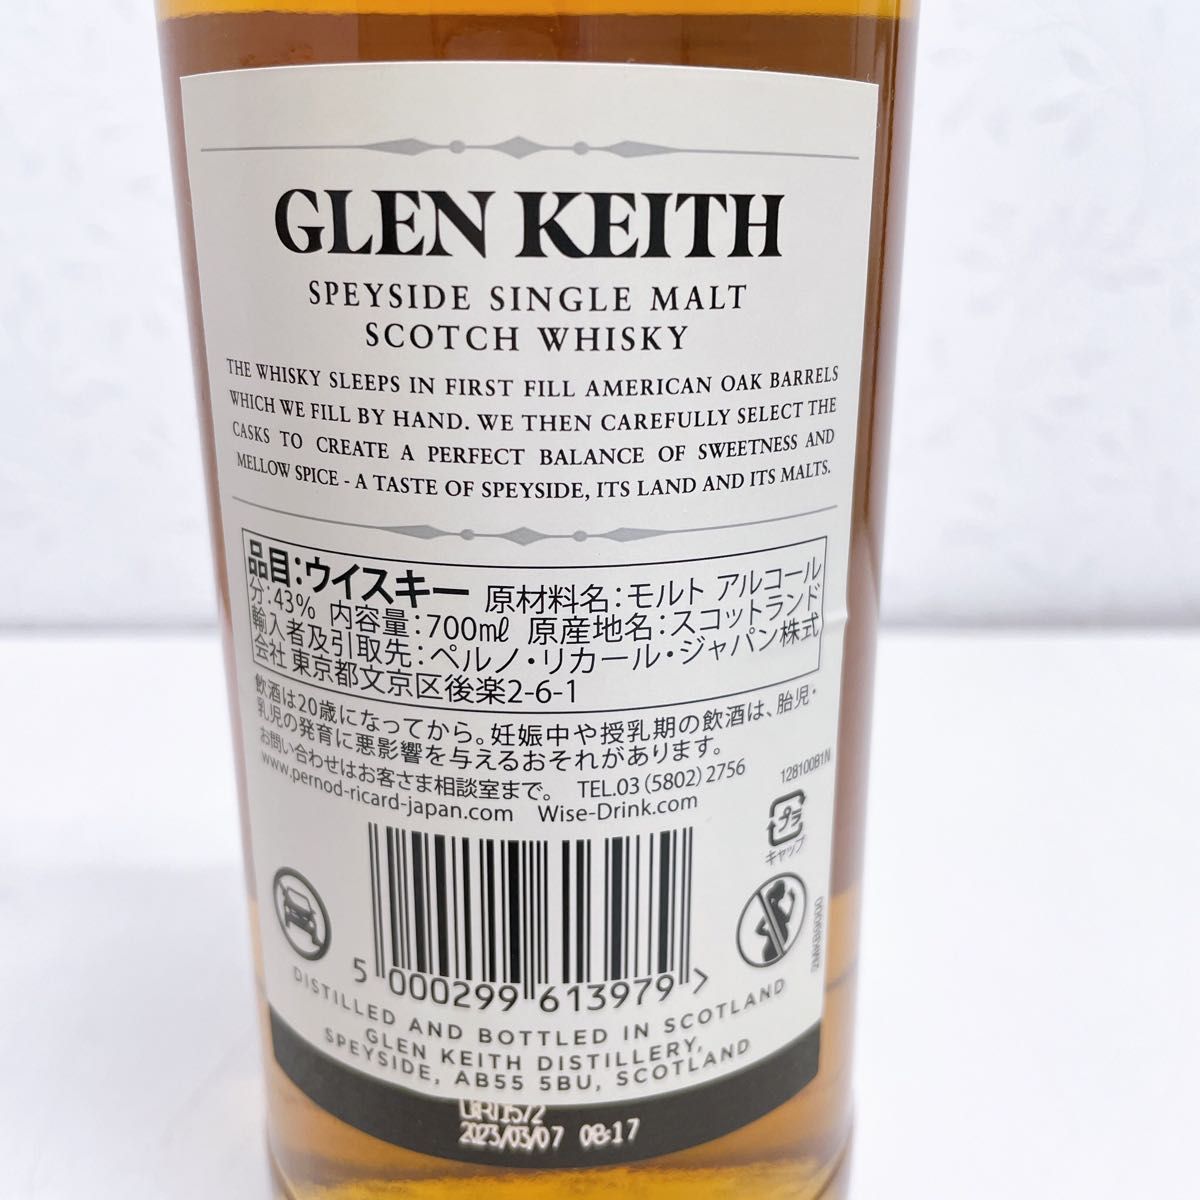 GLEN KEITH
SPEYSIDE SINGLE MALT
SCOTCH WHISKY
THE WHISKY SLEEPS IN FIRST FILL AMERICAN OAK BARRELS
WHICH WE FILL BY HAND. WE THEN CAREFULLY SELECT THE
CASKS TO CREATE A PERFECT BALANCE OF SWEETNESS AND
MELLOW SPICE - A TASTE OF SPEYSIDE, ITS LAND AND ITS MALTS.
品目:ウイスキー 原材料名:モルト アルコール
分:43% 内容量:700㎖ 原産地名:スコットランド
輸入者及引取先:ペルノ・リカール・ジャパン株式
会社 東京都文京区後楽2-6-1
飲酒は20歳になってから。妊娠中や授乳期の飲酒は、胎児・
乳児の発育に悪影響を与えるおそれがあります。
お問い合わせはお客さま相談室まで。 TEL.03(5802)2756
www.pernod-ricard-japan.com Wise-Drink.com
12810081N
プラ
キャップ
5 000299 613979 >
DISTILLED AND BOTTLED IN SCOTLAND
GLEN KEITH DISTILLERY,
SPEYSIDE, AB55 5BU, SCOTLAND
2023/03/07 08:17